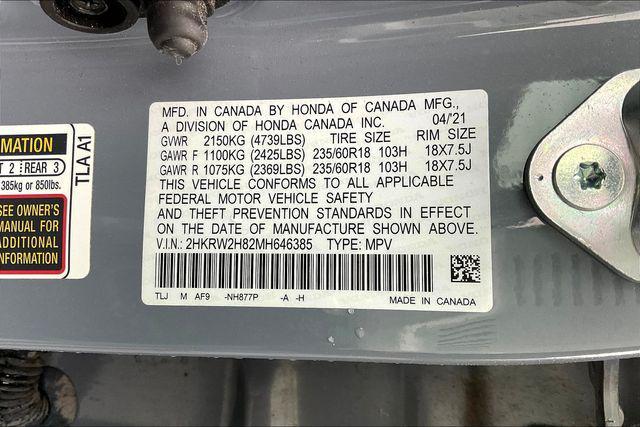 MATION
T 2 REAR 3
385kg or 850lbs.
SEE OWNER'S
MANUAL FOR
ADDITIONAL
INFORMATION
TLA A1
MFD. IN CANADA BY HONDA OF CANADA MFG.,
A DIVISION OF HONDA CANADA INC. 04/'21
GVWR 2150KG (4739LBS) TIRE SIZE RIM SIZE
GAWR F 1100KG (2425LBS) 235/60R18 103H 18X7.5J
GAWR R 1075KG (2369LBS) 235/60R18 103H 18X7.5J
THIS VEHICLE CONFORMS TO ALL APPLICABLE
FEDERAL MOTOR VEHICLE SAFETY
AND THEFT PREVENTION STANDARDS IN EFFECT
ON THE DATE OF MANUFACTURE SHOWN ABOVE.
V.I.N.: 2HKRW2H82MH646385 TYPE: MPV
TLJ M AF9 -NH877P -A -H MADE IN CANADA